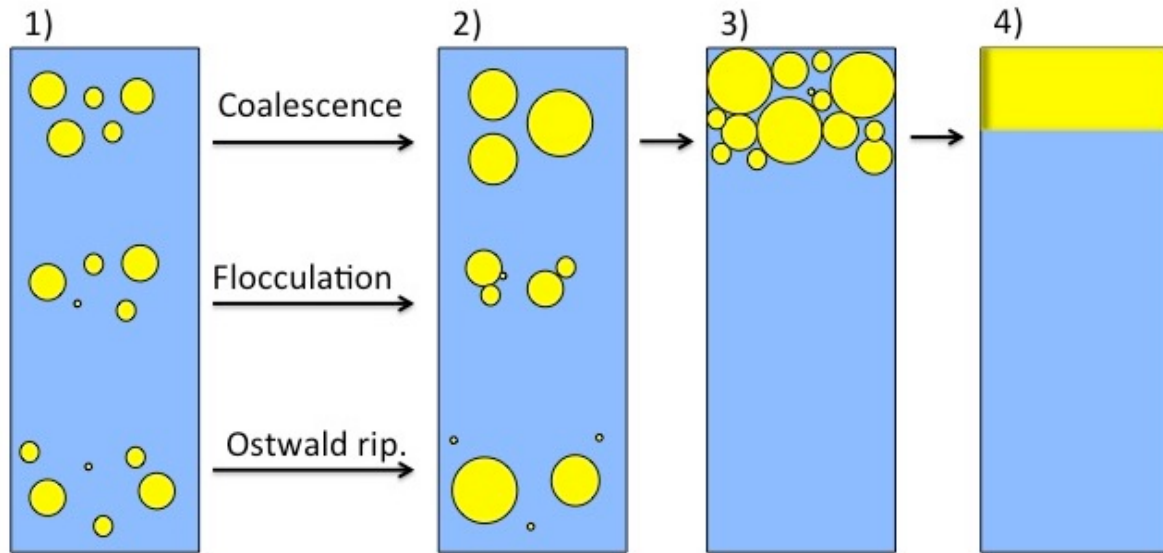 1)
2)
3)
4)
Coalescence
Flocculation
Ostwald rip.